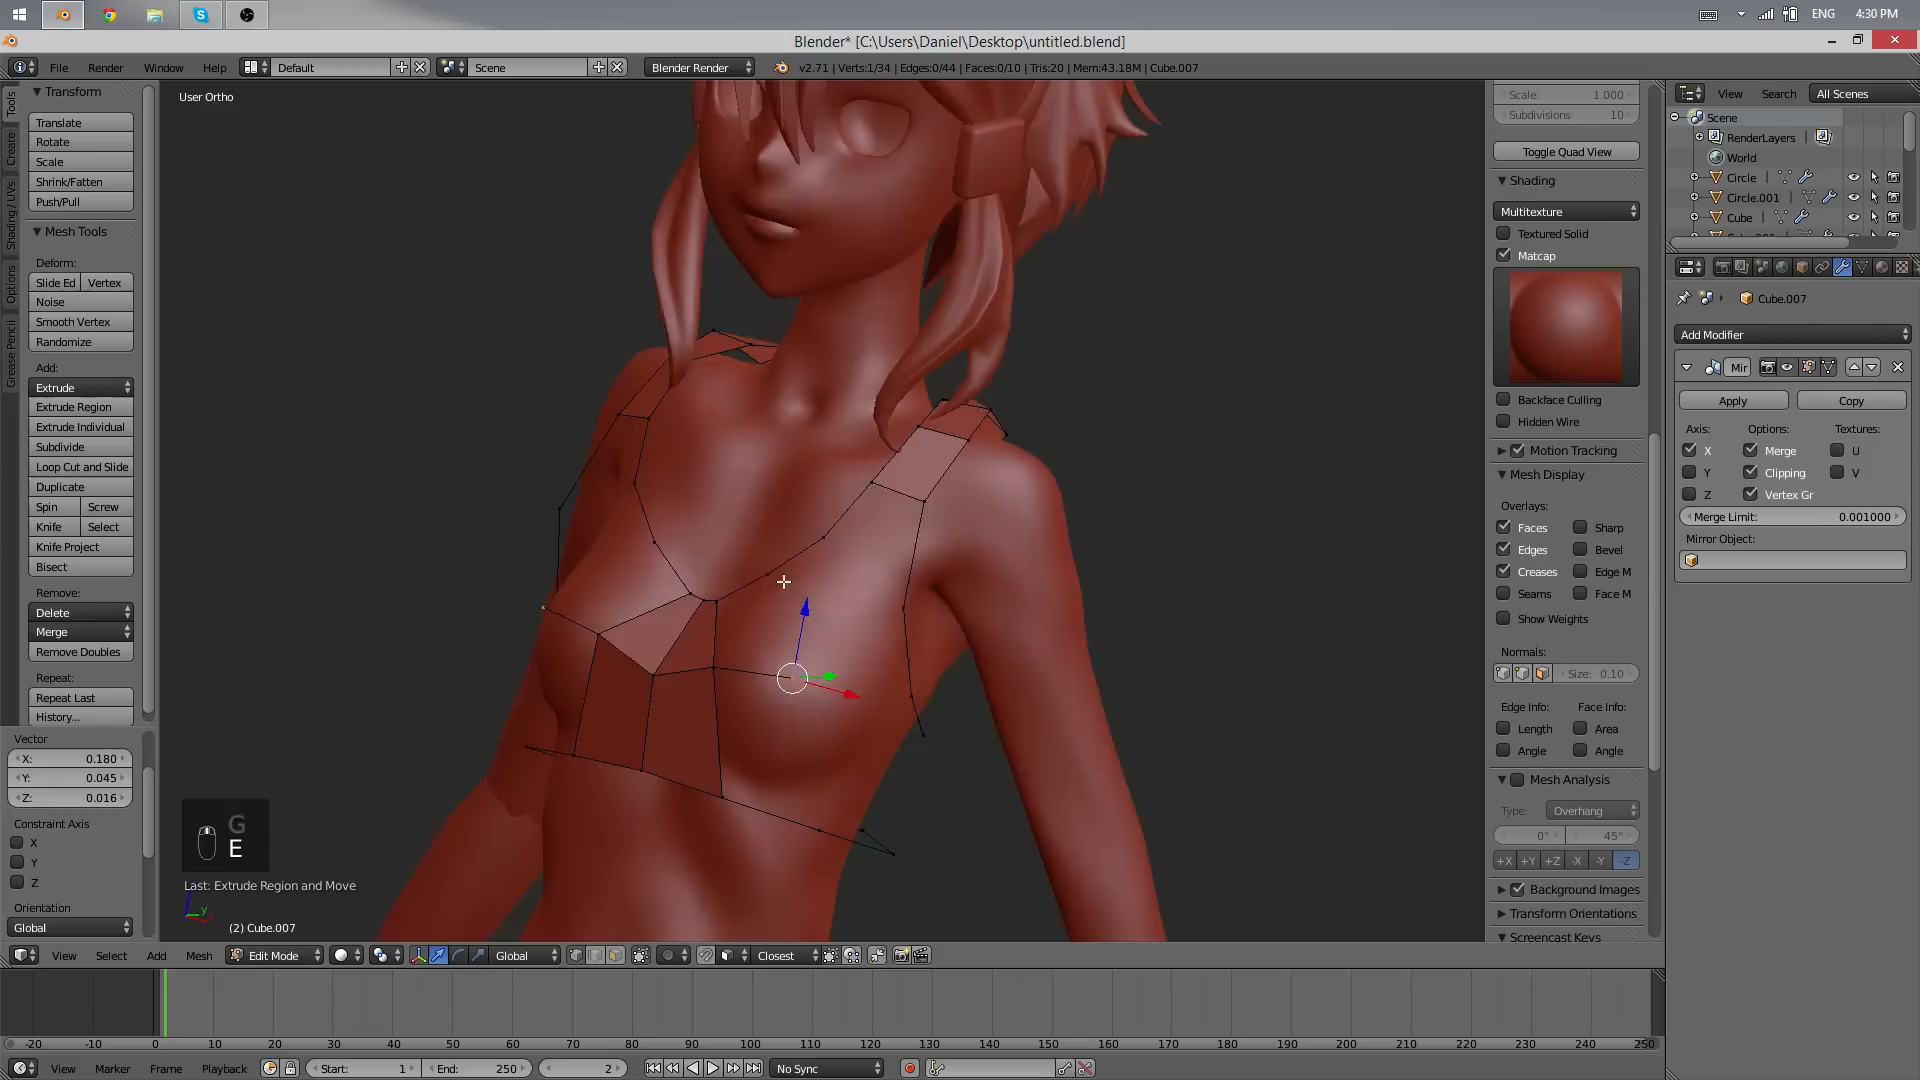 ENG 4:30 PM
Blender* [C:\Users\Daniel\Desktop\untitled.blend]
File Render Window Help Default Scene Blender Render v2.71 | Verts:1/34 | Edges:0/44 | Faces:0/10 | Tris:20 | Mem:43.18M | Cube.007
Tools
Create
Shading / UVs
Options
Grease Pencil
Transform
Translate
Rotate
Scale
Shrink/Fatten
Push/Pull
Mesh Tools
Deform:
Slide Ed Vertex
Noise
Smooth Vertex
Randomize
Add:
Extrude
Extrude Region
Extrude Individual
Subdivide
Loop Cut and Slide
Duplicate
Spin Screw
Knife Select
Knife Project
Bisect
Remove:
Delete
Merge
Remove Doubles
Repeat:
Repeat Last
History...
Vector
X: 0.180
Y: 0.045
Z: 0.016
Constraint Axis
X
Y
Z
Orientation
Global
User Ortho
G
E
Last: Extrude Region and Move
(2) Cube.007
Scale: 1.000
Subdivisions: 10
Toggle Quad View
Shading
Multitexture
Textured Solid
Matcap
Backface Culling
Hidden Wire
Motion Tracking
Mesh Display
Overlays:
Faces Sharp
Edges Bevel
Creases Edge M
Seams Face M
Show Weights
Normals:
Size: 0.10
Edge Info: Face Info:
Length Area
Angle Angle
Mesh Analysis
Type: Overhang
0° 45°
+X +Y +Z -X -Y -Z
Background Images
Transform Orientations
Screencast Keys
View Search All Scenes
Scene
RenderLayers
World
Circle
Circle.001
Cube
Cube.007
Add Modifier
Mir
Apply Copy
Axis: Options: Textures:
X Merge U
Y Clipping V
Z Vertex Gr
Merge Limit: 0.001000
Mirror Object:
View Select Add Mesh Edit Mode Global Closest
-20 -10 0 10 20 30 40 50 60 70 80 90 100 110 120 130 140 150 160 170 180 190 200 210 220 230 240 250
View Marker Frame Playback Start: 1 End: 250 2 No Sync